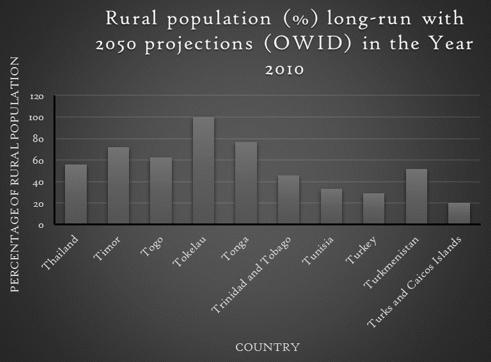 Rural population (%) long-run with
2050 projections (OWID) in the Year
2010
PERCENTAGE OF RURAL POPULATION
120
100
80
60
40
20
0
Thailand
Timor
Togo
Tokelau
Tonga
Trinidad and Tobago
Tunisia
Turkey
Turkmenistan
Turks and Caicos Islands
COUNTRY